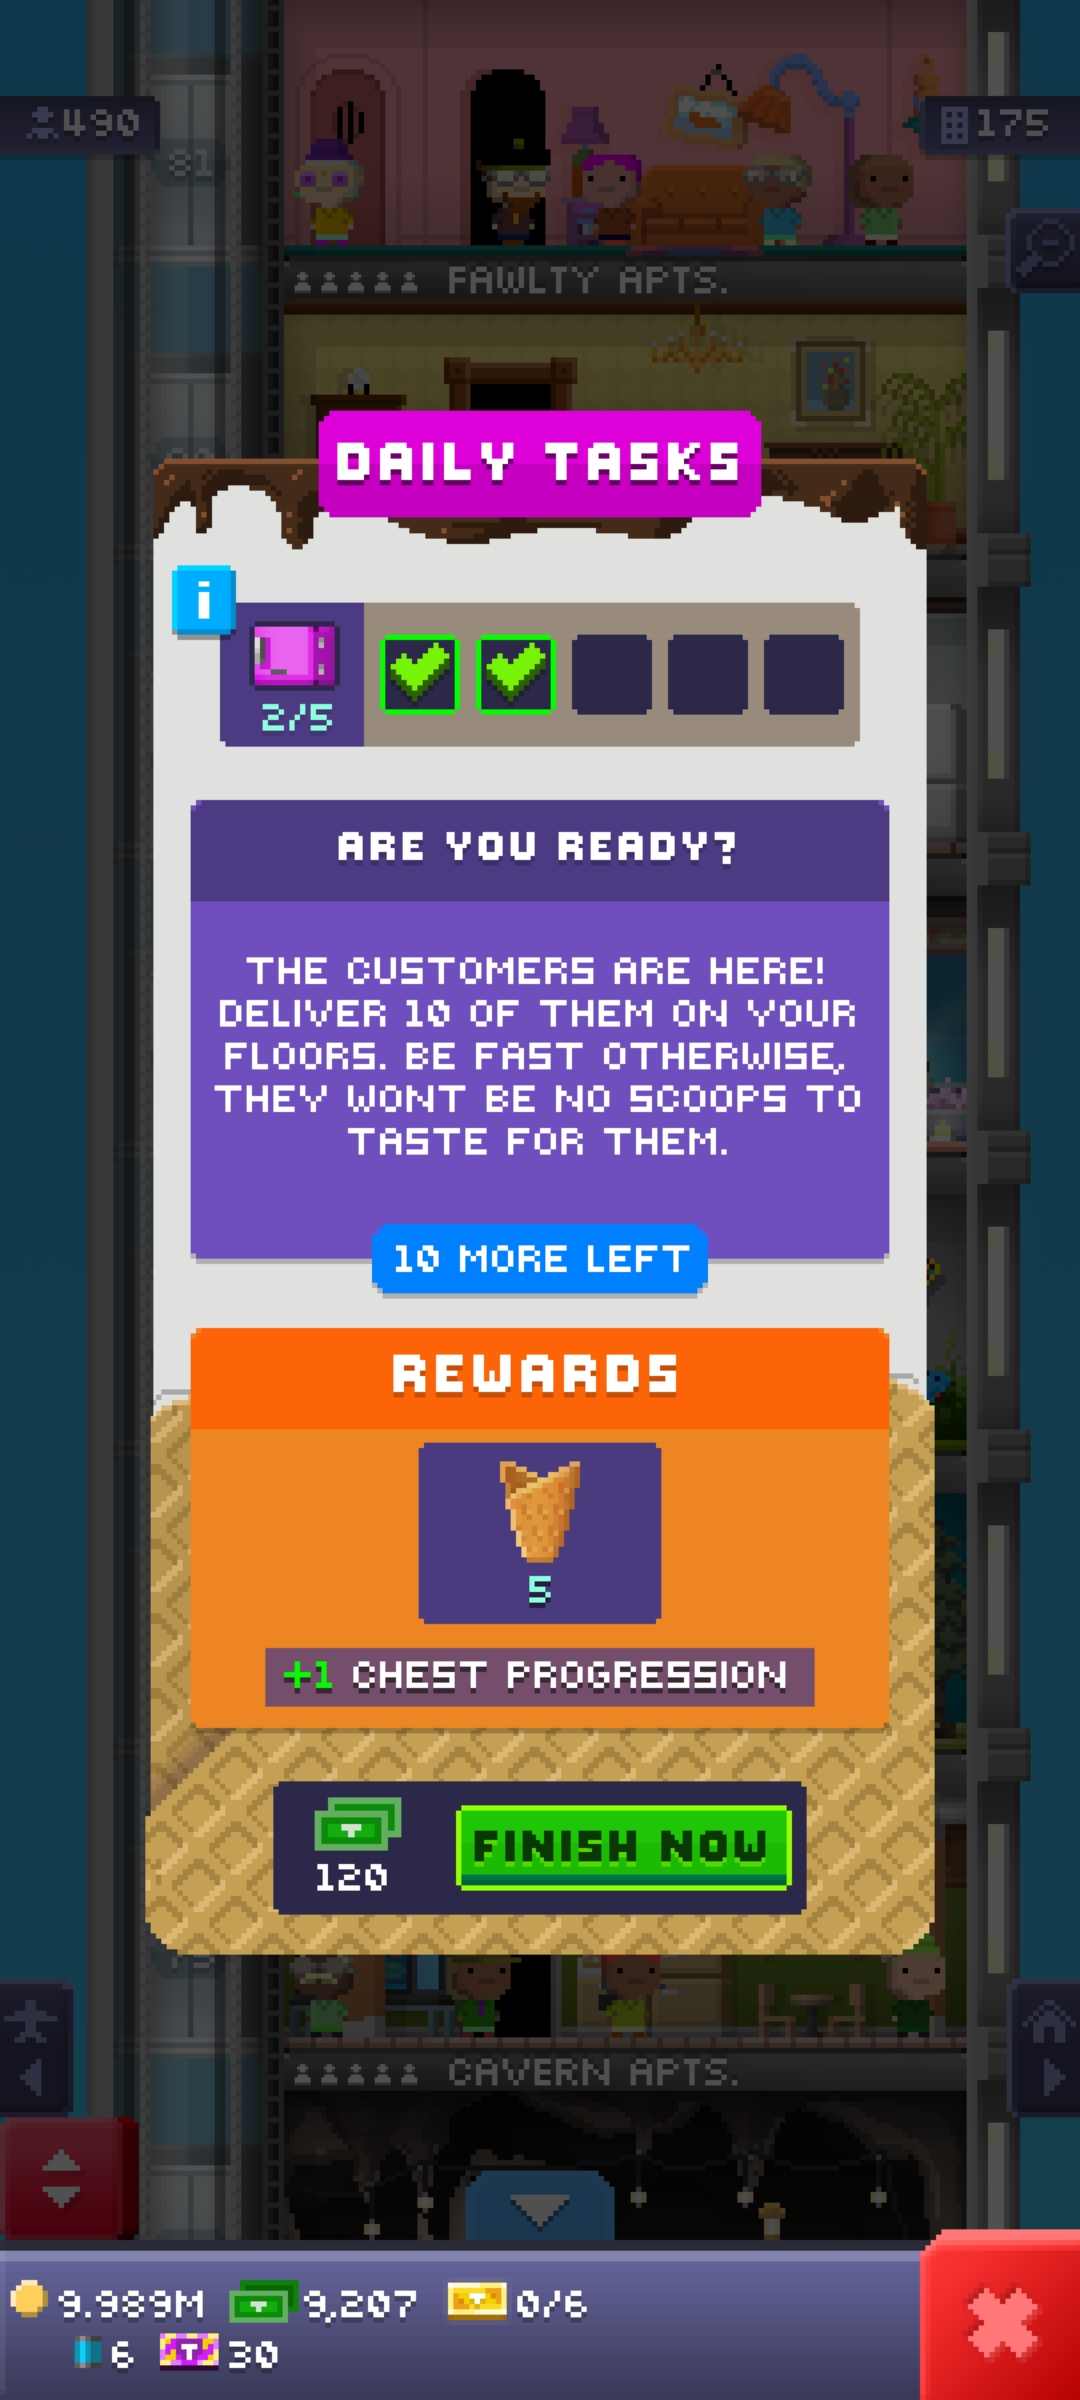 490
175
81
FAWLTY APTS.
DAILY TASKS
i
2/5
ARE YOU READY?
THE CUSTOMERS ARE HERE!
DELIVER 10 OF THEM ON YOUR
FLOORS. BE FAST OTHERWISE,
THEY WONT BE NO SCOOPS TO
TASTE FOR THEM.
10 MORE LEFT
REWARDS
5
+1 CHEST PROGRESSION
120
FINISH NOW
CAVERN APTS.
9.989M 9,207 0/6
6 30